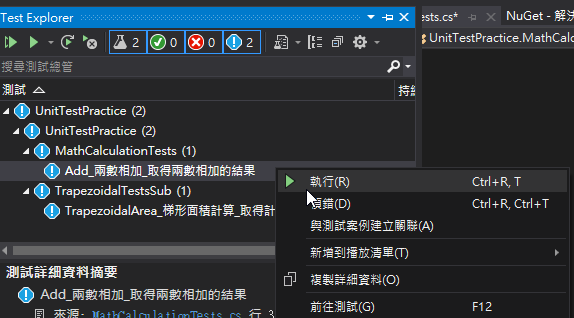 Test Explorer
ests.cs*
NuGet - 解決
2 0 0 2
UnitTestPractice.MathCalcu
搜尋測試總管
測試
持續
UnitTestPractice (2)
UnitTestPractice (2)
MathCalculationTests (1)
Add_兩數相加_取得兩數相加的結果
執行(R) Ctrl+R, T
TrapezoidalTestsSub (1)
偵錯(D) Ctrl+R, Ctrl+T
TrapezoidalArea_梯形面積計算_取得計
與測試案例建立關聯(A)
新增到播放清單(T)
測試詳細資料摘要
複製詳細資料(O)
Add_兩數相加_取得兩數相加的結果
前往測試(G) F12
來源: MathCalculationTests.cs 行 3